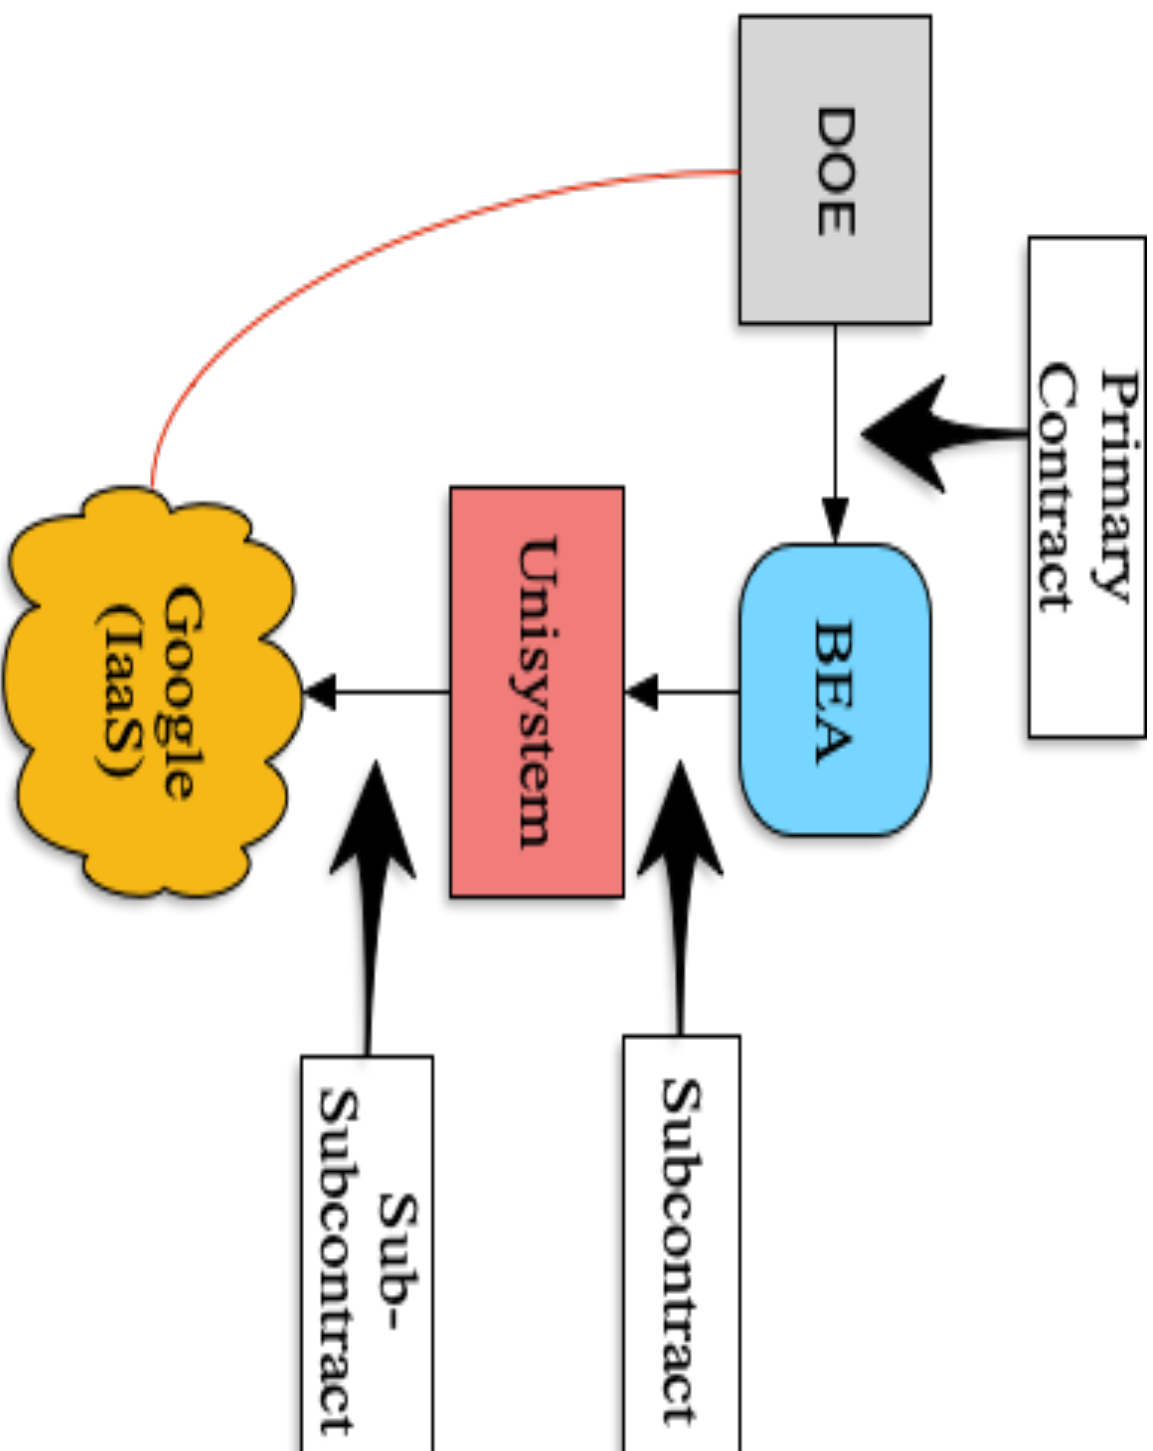 Primary
Contract
DOE
BEA
Subcontract
Unisystem
Sub-
Subcontract
Google
(IaaS)